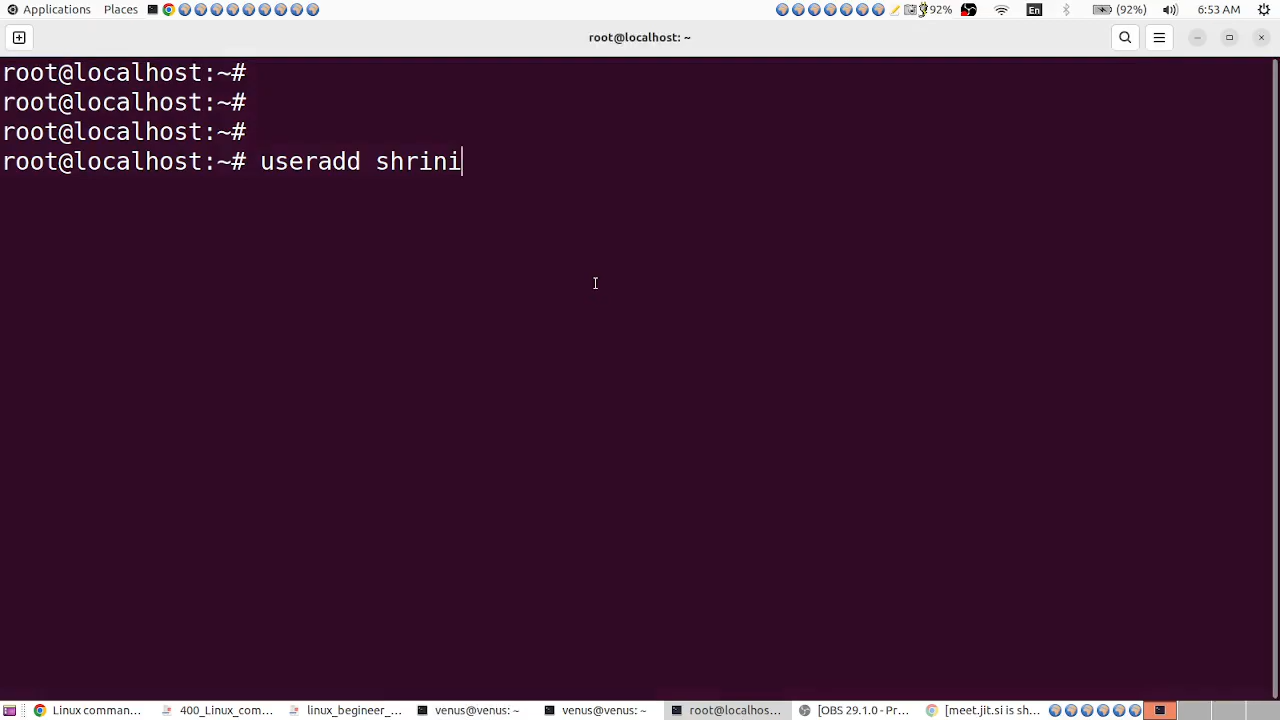 Applications Places 92% En (92%) 6:53 AM
root@localhost: ~
root@localhost:~#
root@localhost:~#
root@localhost:~#
root@localhost:~# useradd shrini
Linux comman... 400_Linux_com... linux_begineer_... venus@venus: ~ venus@venus: ~ root@localhos... [OBS 29.1.0 - Pr... [meet.jit.si is sh...